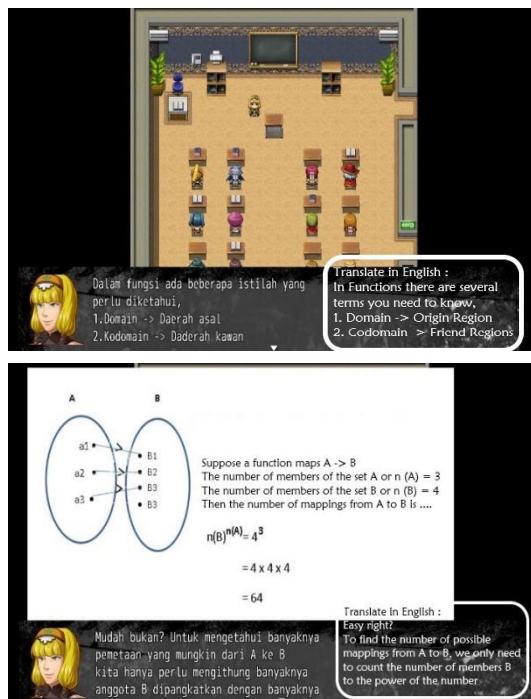 Dalam fungsi ada beberapa istilah yang
perlu diketahui,
1.Domain -> Daerah asal
2.Kodomain -> Daderah kawan
Translate in English :
In Functions there are several
terms you need to know,
1. Domain -> Origin Region
2. Codomain > Friend Regions
A B
a1
a2
a3
B1
B2
B3
B3
Suppose a function maps A -> B
The number of members of the set A or n (A) = 3
The number of members of the set B or n (B) = 4
Then the number of mappings from A to B is ....
n(B)^n(A) = 4^3
= 4 x 4 x 4
= 64
Mudah bukan? Untuk mengetahui banyaknya
pemetaan yang mungkin dari A ke B
kita hanya perlu mengithung banyaknya
anggota B dipangkatkan dengan banyaknya
Translate in English :
Easy right?
To find the number of possible
mappings from A to B, we only need
to count the number of members B
to the power of the number